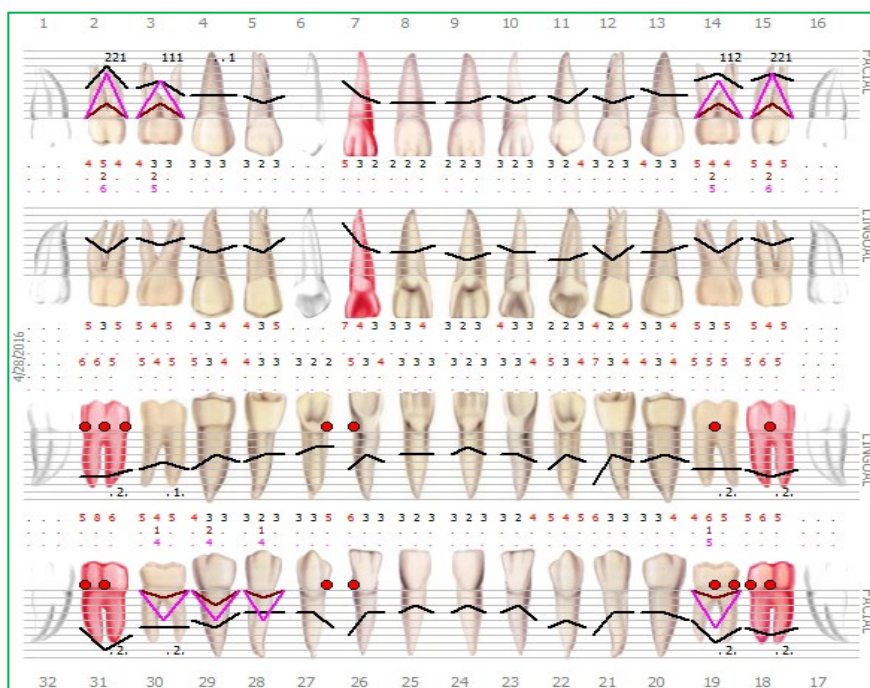 1 2 3 4 5 6 7 8 9 10 11 12 13 14 15 16
221 111 . . 1 112 221
FACIAL
. . . 4 5 4 4 3 3 3 3 3 3 2 3 . . . 5 3 2 2 2 2 2 2 3 3 2 3 3 2 4 3 2 3 4 3 3 5 4 4 5 4 5 . . .
2 2 2 2
6 5 5 6
LINGUAL
. . . 5 3 5 5 4 5 4 3 4 4 3 5 . . . 7 4 3 3 3 4 3 2 3 4 3 3 2 2 3 4 2 4 3 3 4 5 3 5 5 4 5 . . .
4/28/2016
. . . 6 6 5 5 4 5 5 3 4 4 3 3 3 2 2 5 3 4 3 3 3 3 2 3 3 3 4 5 3 4 7 3 4 4 3 4 5 5 5 5 6 5 . . .
LINGUAL
. 2 . . 1 . . 2 . . 2 .
. . . 5 8 6 5 4 5 4 3 3 3 2 3 3 3 5 6 3 3 3 2 3 3 2 3 3 2 4 5 4 5 6 3 3 3 3 4 4 6 5 5 6 5 . . .
1 2 1 1
4 4 4 5
FACIAL
. 2 . . 2 . . 2 . . 2 .
32 31 30 29 28 27 26 25 24 23 22 21 20 19 18 17